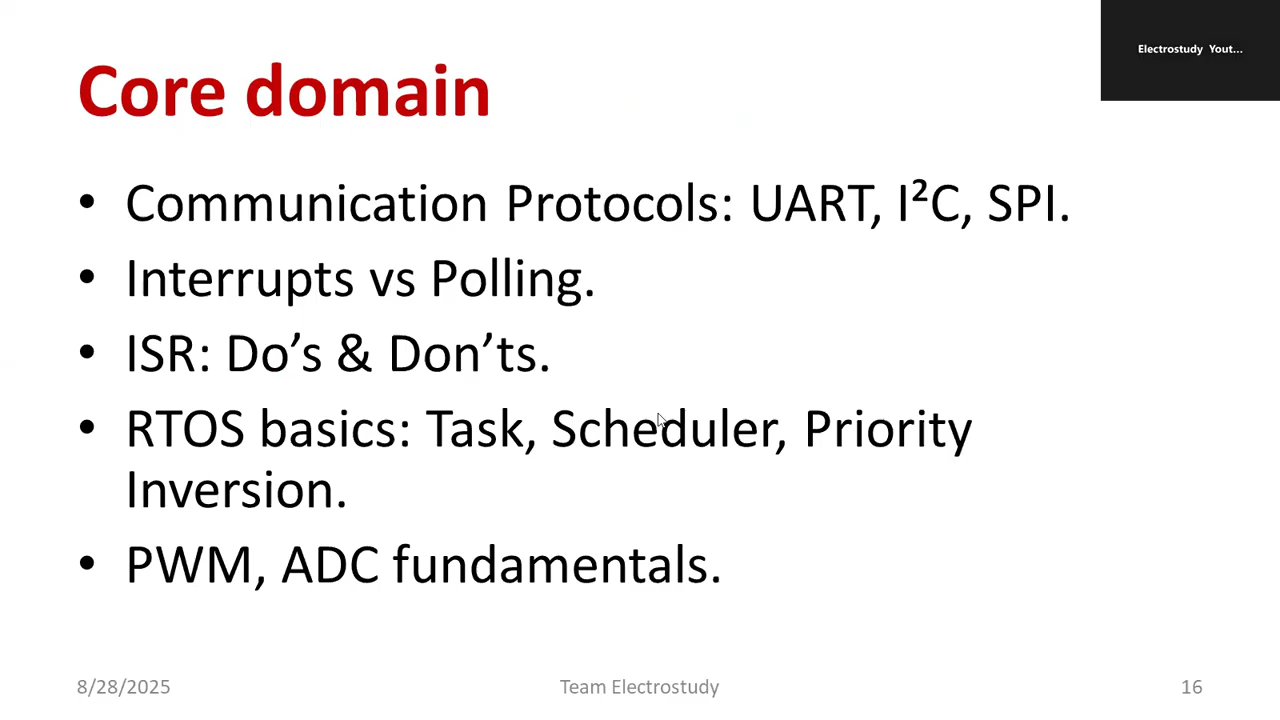 Electrostudy Yout...
Core domain
• Communication Protocols: UART, I²C, SPI.
• Interrupts vs Polling.
• ISR: Do’s & Don’ts.
• RTOS basics: Task, Scheduler, Priority
Inversion.
• PWM, ADC fundamentals.
8/28/2025 Team Electrostudy 16